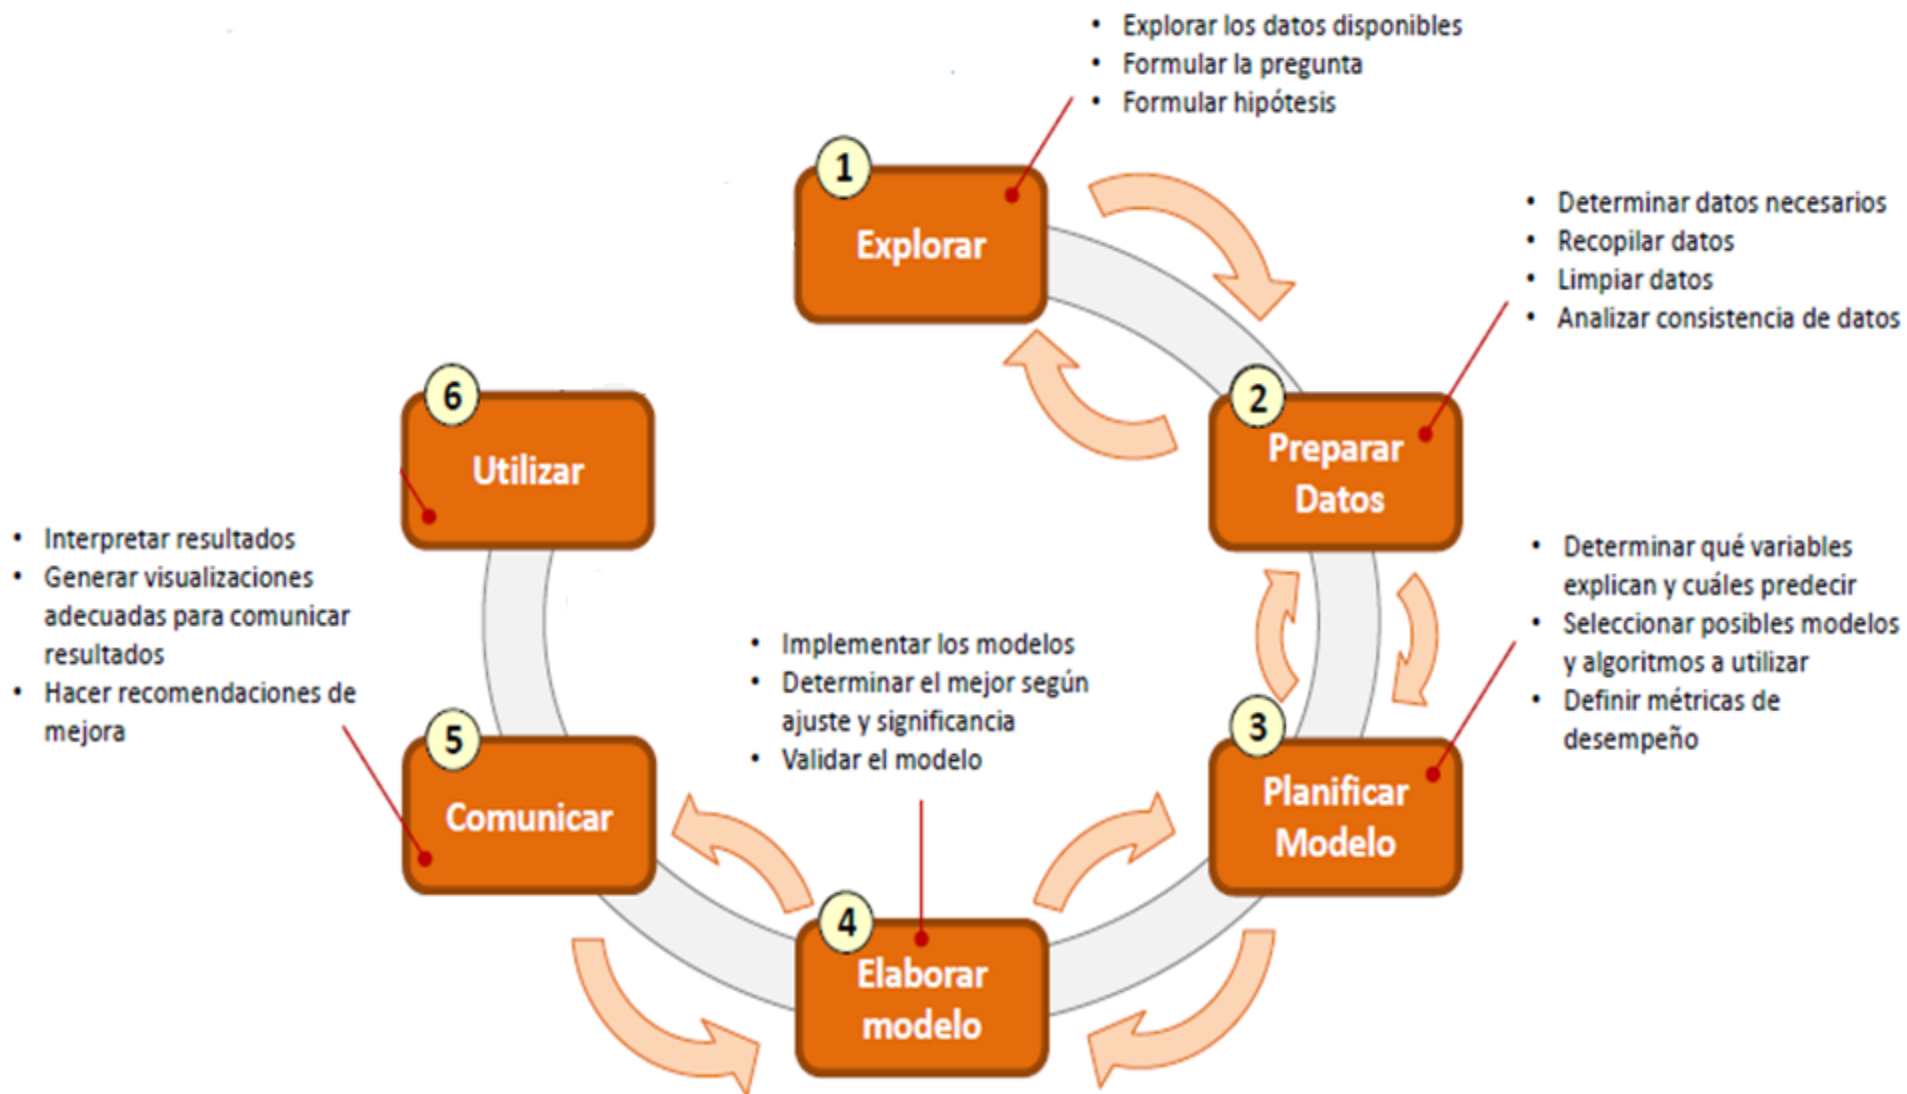 • Explorar los datos disponibles
• Formular la pregunta
• Formular hipótesis
1
Explorar
• Determinar datos necesarios
• Recopilar datos
• Limpiar datos
• Analizar consistencia de datos
2
Preparar
Datos
• Determinar qué variables
explican y cuáles predecir
• Seleccionar posibles modelos
y algoritmos a utilizar
• Definir métricas de
desempeño
3
Planificar
Modelo
• Implementar los modelos
• Determinar el mejor según
ajuste y significancia
• Validar el modelo
4
Elaborar
modelo
• Interpretar resultados
• Generar visualizaciones
adecuadas para comunicar
resultados
• Hacer recomendaciones de
mejora
5
Comunicar
6
Utilizar